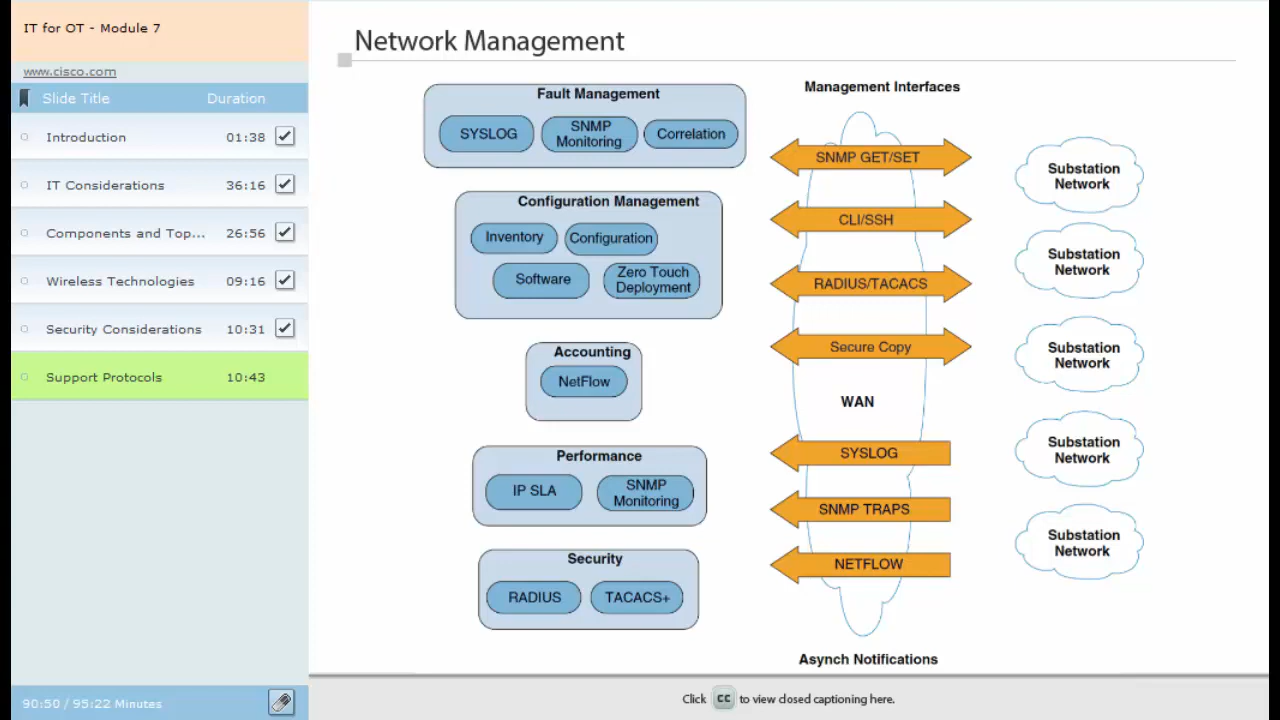 IT for OT - Module 7
www.cisco.com
Slide Title Duration
Introduction 01:38
IT Considerations 36:16
Components and Top... 26:56
Wireless Technologies 09:16
Security Considerations 10:31
Support Protocols 10:43
90:50 / 95:22 Minutes
Network Management
Fault Management
SYSLOG
SNMP
Monitoring
Correlation
Configuration Management
Inventory
Configuration
Software
Zero Touch
Deployment
Accounting
NetFlow
Performance
IP SLA
SNMP
Monitoring
Security
RADIUS
TACACS+
Management Interfaces
SNMP GET/SET
CLI/SSH
RADIUS/TACACS
Secure Copy
WAN
SYSLOG
SNMP TRAPS
NETFLOW
Asynch Notifications
Substation
Network
Substation
Network
Substation
Network
Substation
Network
Substation
Network
Click CC to view closed captioning here.